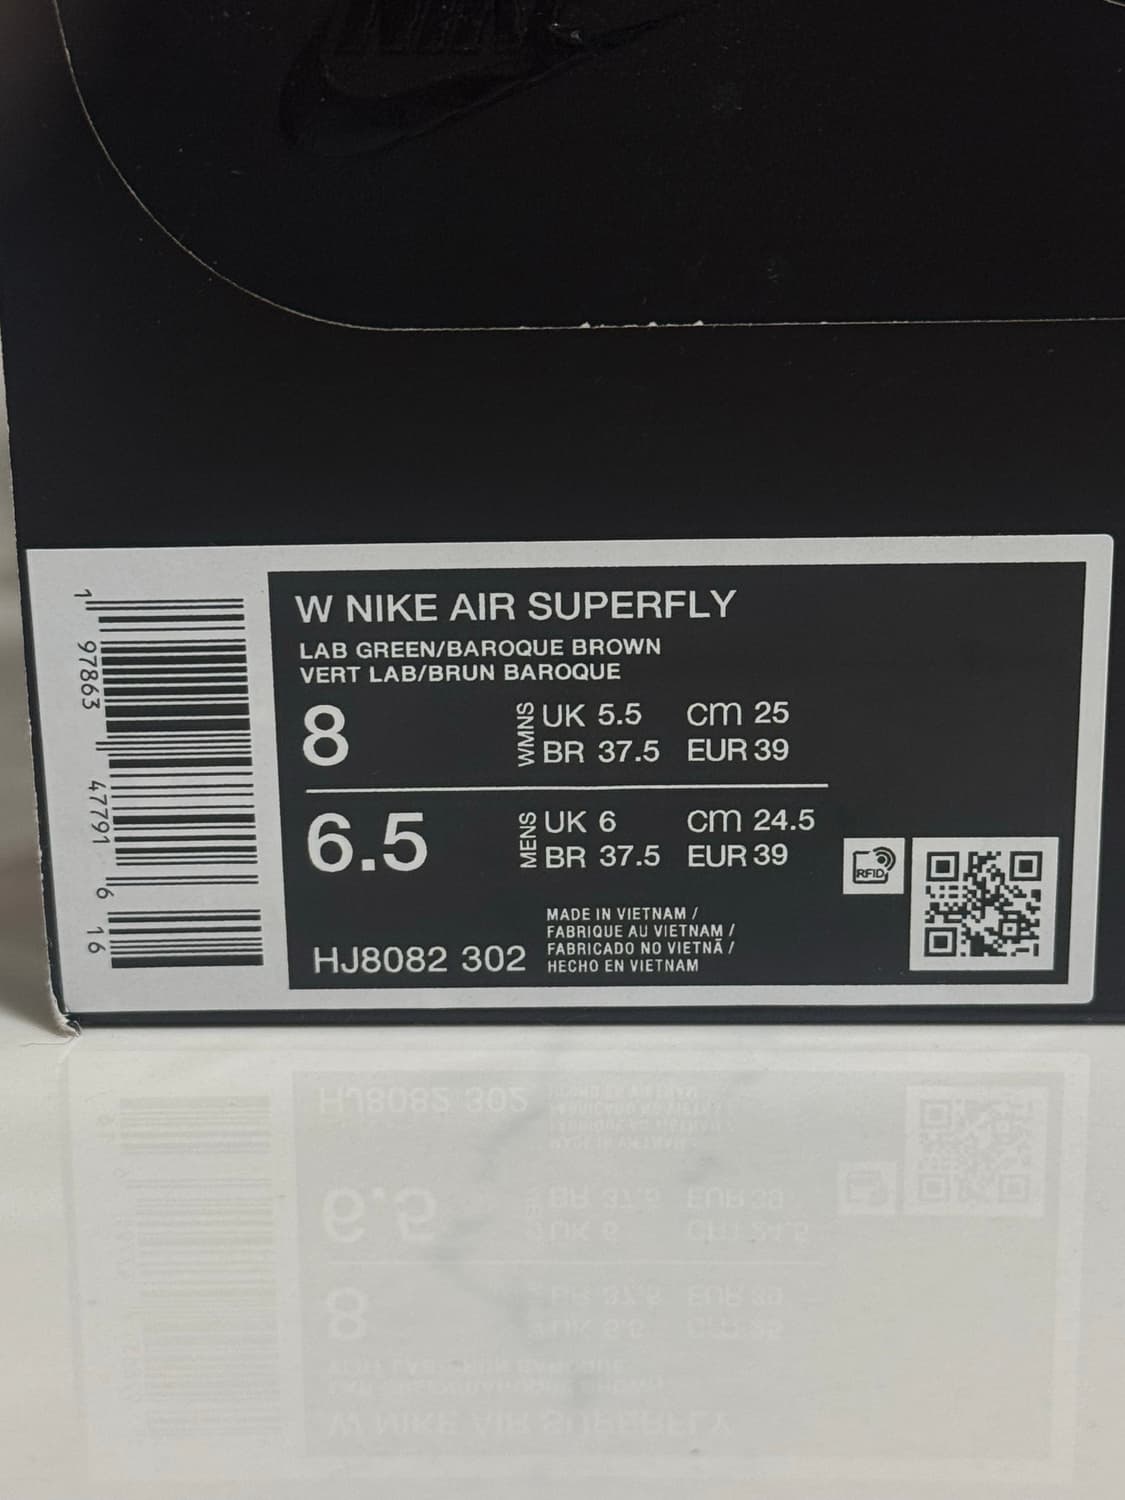 W NIKE AIR SUPERFLY
LAB GREEN/BAROQUE BROWN
VERT LAB/BRUN BAROQUE
8 WMNS UK 5.5 cm 25
BR 37.5 EUR 39
6.5 MENS UK 6 cm 24.5
BR 37.5 EUR 39
RFID
HJ8082 302
MADE IN VIETNAM /
FABRIQUE AU VIETNAM /
FABRICADO NO VIETNÃ /
HECHO EN VIETNAM
1 97863 47791 6 16